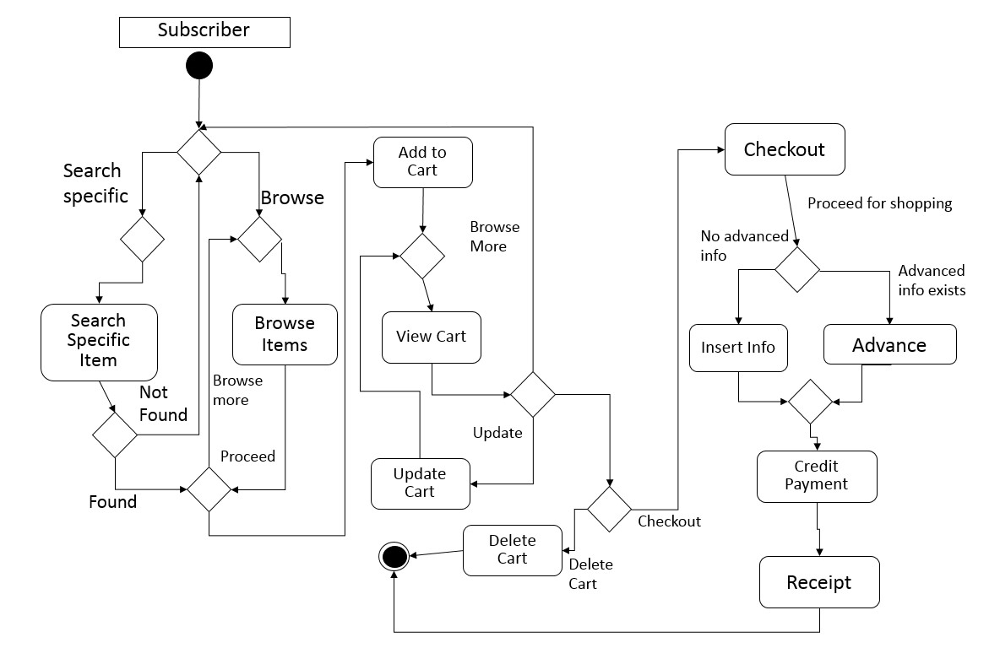 Subscriber
Search
specific
Browse
Search
Specific
Item
Browse
Items
Not
Found
Browse
more
Proceed
Found
Add to
Cart
Browse
More
View Cart
Update
Update
Cart
Delete
Cart
Delete
Cart
Checkout
Checkout
Proceed for shopping
No advanced
info
Advanced
info exists
Insert Info
Advance
Credit
Payment
Receipt